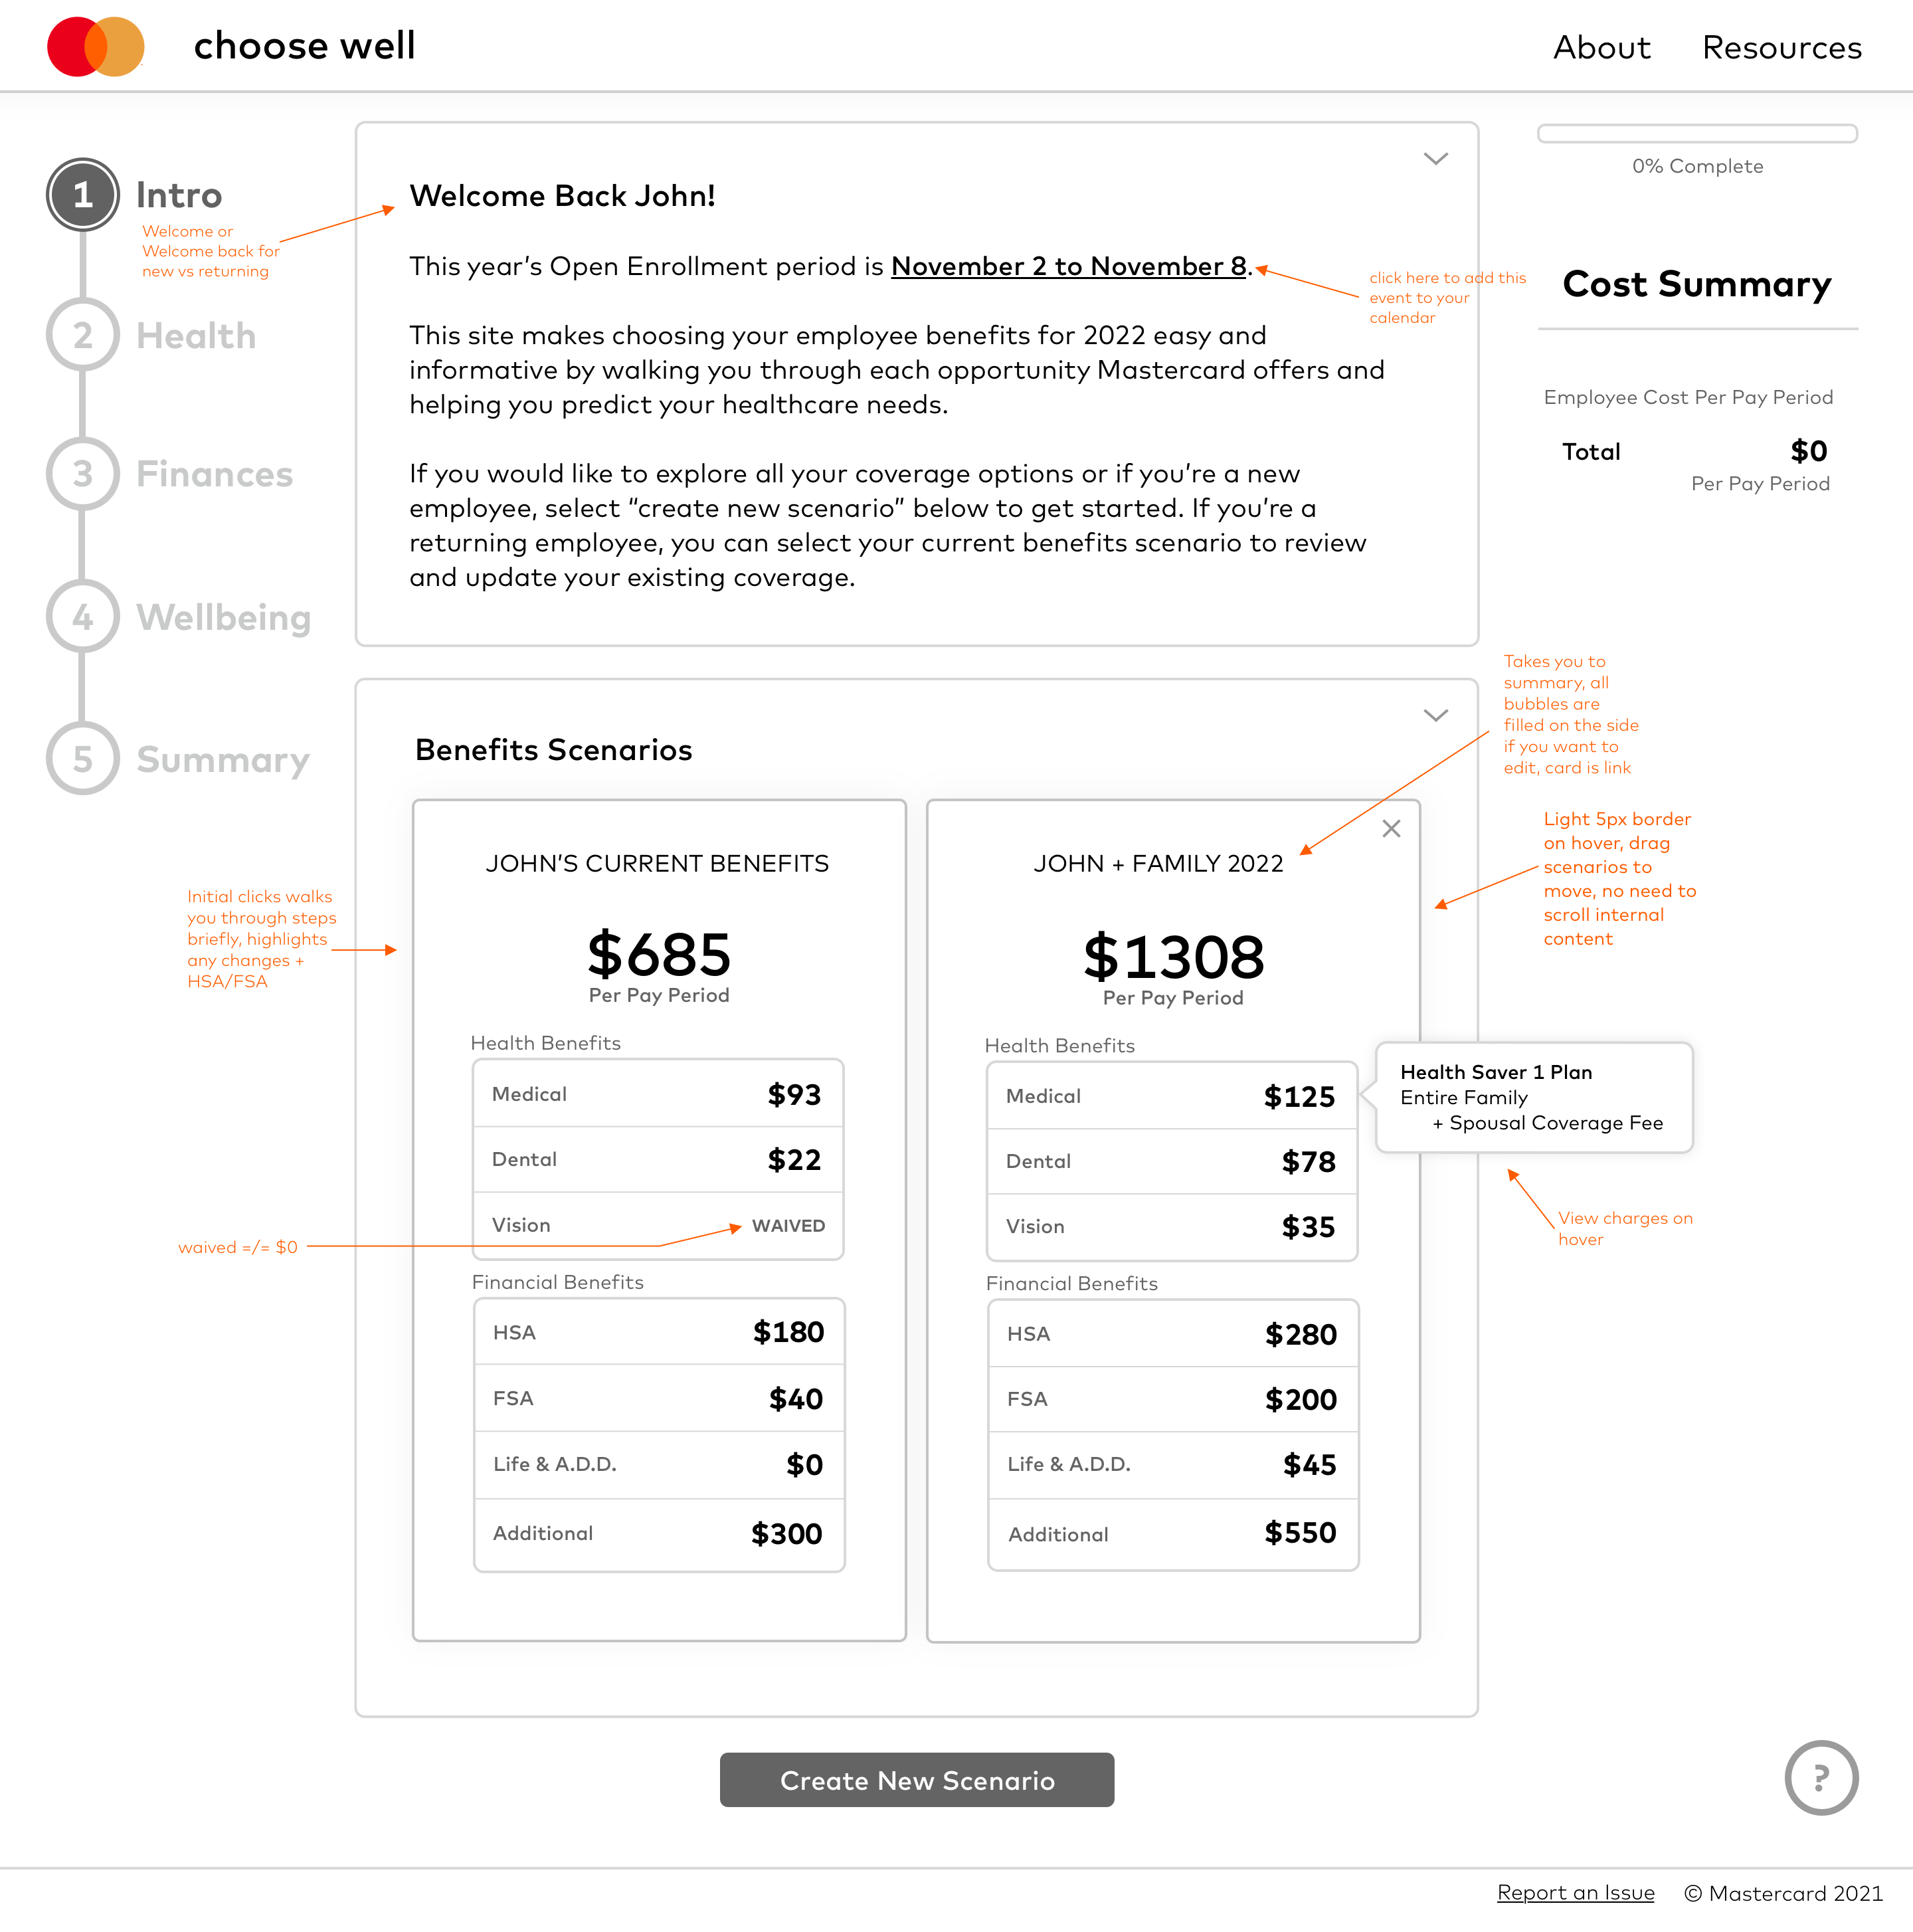 choose well
About
Resources
1
Intro
Welcome or
Welcome back for
new vs returning
2
Health
3
Finances
4
Wellbeing
5
Summary
Welcome Back John!
This year’s Open Enrollment period is November 2 to November 8.
click here to add this
event to your
calendar
This site makes choosing your employee benefits for 2022 easy and
informative by walking you through each opportunity Mastercard offers and
helping you predict your healthcare needs.
If you would like to explore all your coverage options or if you’re a new
employee, select “create new scenario” below to get started. If you’re a
returning employee, you can select your current benefits scenario to review
and update your existing coverage.
0% Complete
Cost Summary
Employee Cost Per Pay Period
Total
$0
Per Pay Period
Benefits Scenarios
Takes you to
summary, all
bubbles are
filled on the side
if you want to
edit, card is link
Light 5px border
on hover, drag
scenarios to
move, no need to
scroll internal
content
Initial clicks walks
you through steps
briefly, highlights
any changes +
HSA/FSA
waived =/= $0
JOHN’S CURRENT BENEFITS
$685
Per Pay Period
Health Benefits
Medical
$93
Dental
$22
Vision
WAIVED
Financial Benefits
HSA
$180
FSA
$40
Life & A.D.D.
$0
Additional
$300
JOHN + FAMILY 2022
$1308
Per Pay Period
Health Benefits
Medical
$125
Dental
$78
Vision
$35
Financial Benefits
HSA
$280
FSA
$200
Life & A.D.D.
$45
Additional
$550
Health Saver 1 Plan
Entire Family
+ Spousal Coverage Fee
View charges on
hover
Create New Scenario
?
Report an Issue
© Mastercard 2021